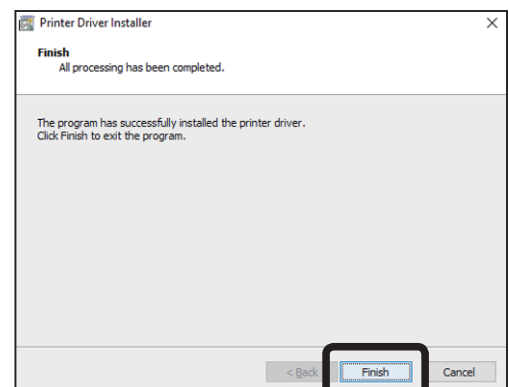 Printer Driver Installer
Finish
All processing has been completed.
The program has successfully installed the printer driver.
Click Finish to exit the program.
< Back Finish Cancel